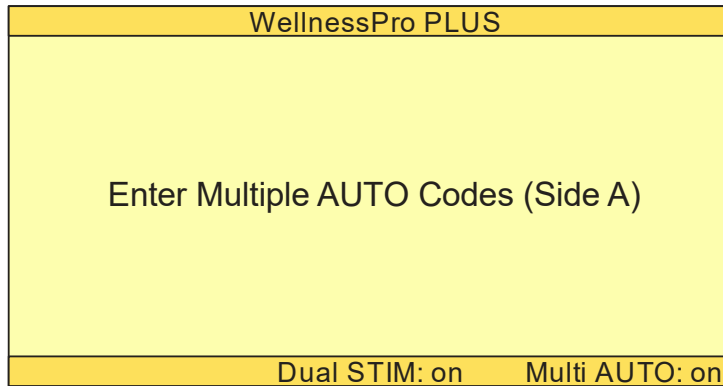 WellnessPro PLUS
Enter Multiple AUTO Codes (Side A)
Dual STIM: on Multi AUTO: on